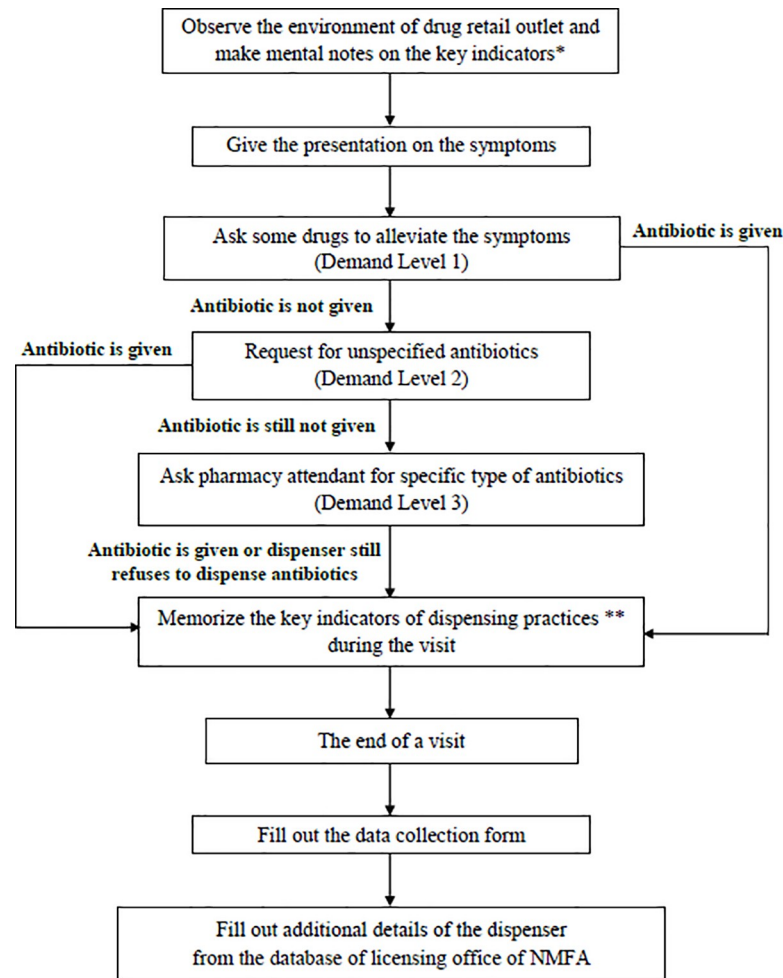 Observe the environment of drug retail outlet and
make mental notes on the key indicators*
Give the presentation on the symptoms
Ask some drugs to alleviate the symptoms
(Demand Level 1)
Antibiotic is given
Antibiotic is not given
Antibiotic is given
Request for unspecified antibiotics
(Demand Level 2)
Antibiotic is still not given
Ask pharmacy attendant for specific type of antibiotics
(Demand Level 3)
Antibiotic is given or dispenser still
refuses to dispense antibiotics
Memorize the key indicators of dispensing practices **
during the visit
The end of a visit
Fill out the data collection form
Fill out additional details of the dispenser
from the database of licensing office of NMFA